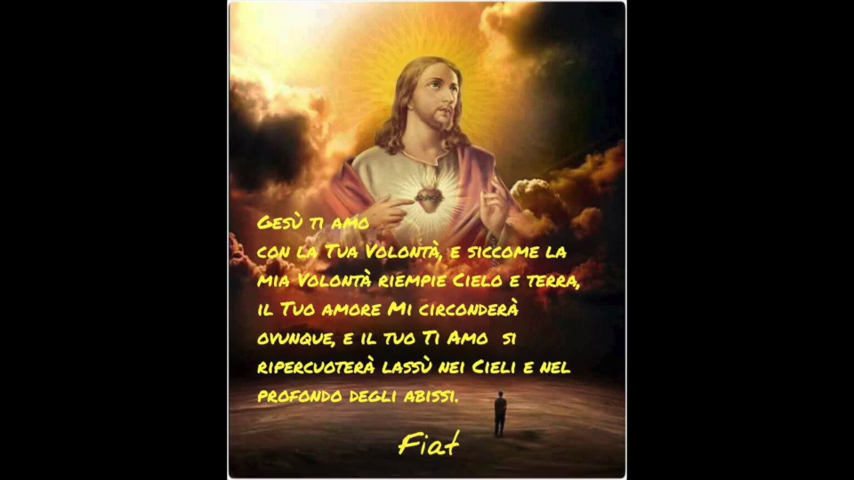 Gesù ti amo
con la Tua Volontà, e siccome la
mia Volontà riempie Cielo e terra,
il Tuo amore Mi circonderà
ovunque, e il tuo Ti Amo si
ripercuoterà lassù nei Cieli e nel
profondo degli abissi.
Fiat